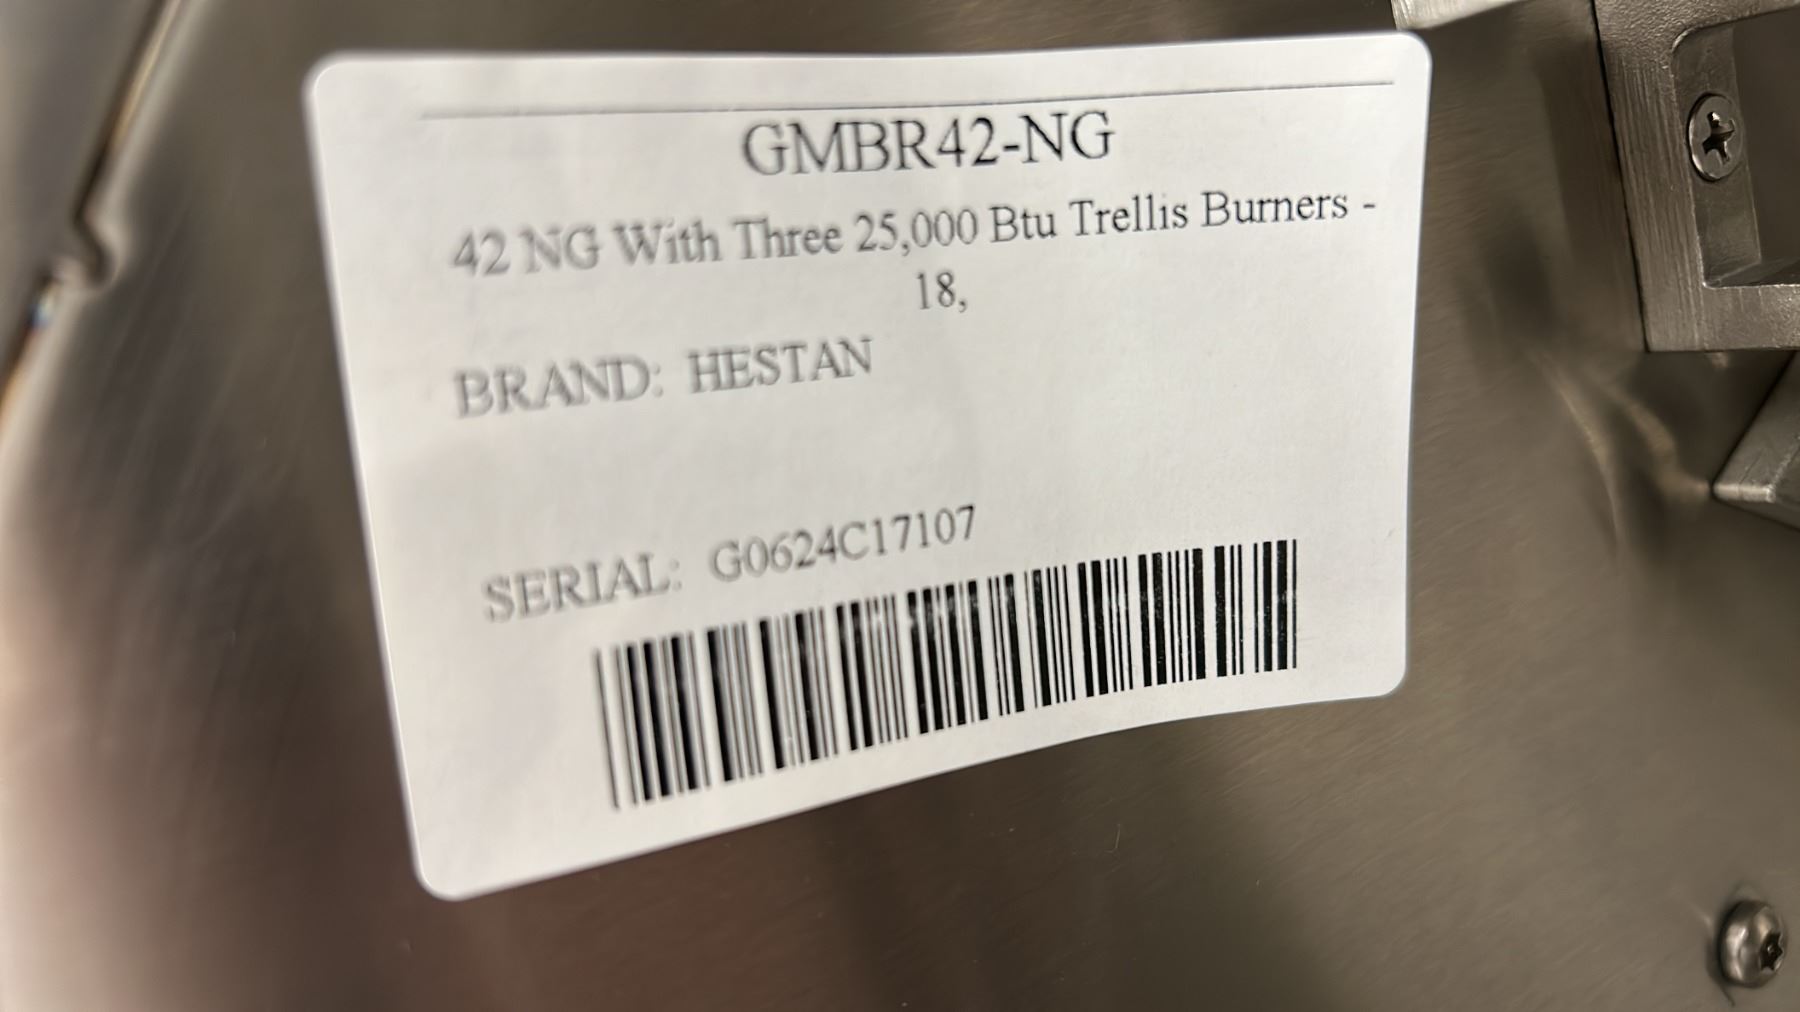 GMBR42-NG
42 NG With Three 25,000 Btu Trellis Burners -
18,
BRAND: HESTAN
SERIAL: G0624C17107